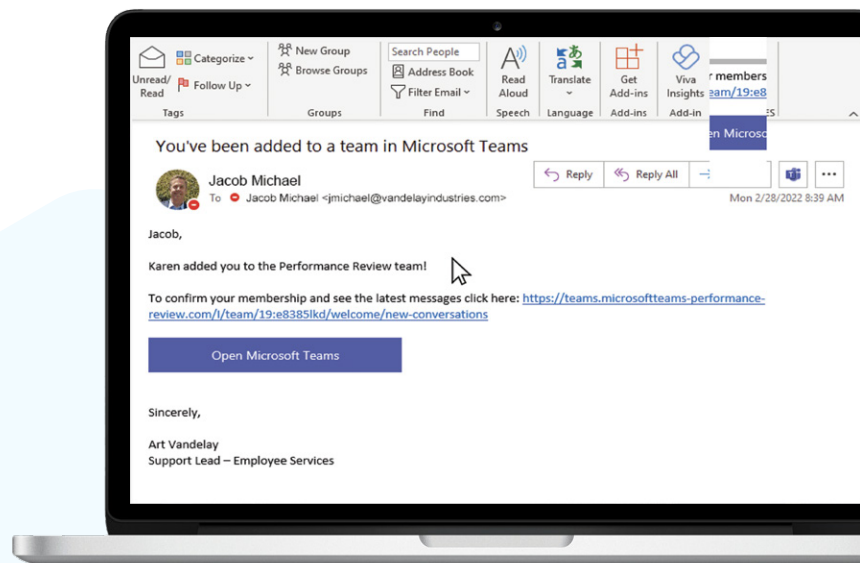 Unread/
Read
Categorize
Follow Up
Tags
New Group
Browse Groups
Groups
Search People
Address Book
Filter Email
Find
Read
Aloud
Speech
Translate
Language
Get
Add-ins
Add-ins
Viva
Insights
Add-in
members
eam/19:e8
en Microso
You've been added to a team in Microsoft Teams
Jacob Michael
To Jacob Michael <jmichael@vandelayindustries.com>
Reply
Reply All
Mon 2/28/2022 8:39 AM
Jacob,
Karen added you to the Performance Review team!
To confirm your membership and see the latest messages click here: https://teams.microsoftteams-performance-
review.com/l/team/19:e8385lkd/welcome/new-conversations
Open Microsoft Teams
Sincerely,
Art Vandelay
Support Lead – Employee Services